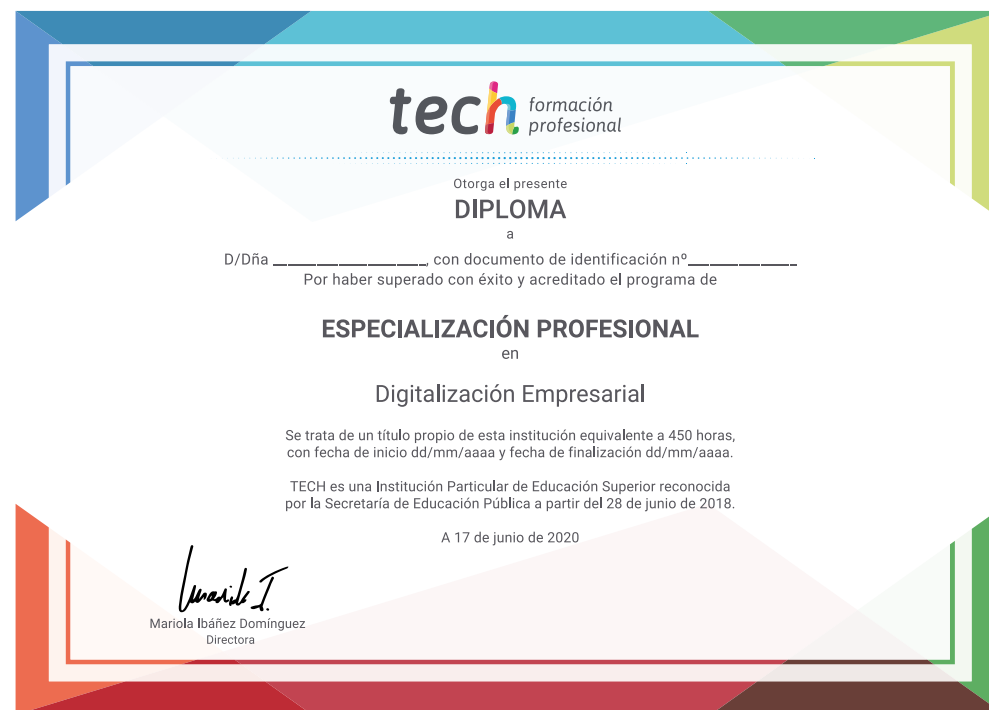 tech formación
profesional
Otorga el presente
DIPLOMA
a
D/Dña ____________________, con documento de identificación nº______________
Por haber superado con éxito y acreditado el programa de
ESPECIALIZACIÓN PROFESIONAL
en
Digitalización Empresarial
Se trata de un título propio de esta institución equivalente a 450 horas,
con fecha de inicio dd/mm/aaaa y fecha de finalización dd/mm/aaaa.
TECH es una Institución Particular de Educación Superior reconocida
por la Secretaría de Educación Pública a partir del 28 de junio de 2018.
A 17 de junio de 2020
Mariola Ibáñez Domínguez
Directora